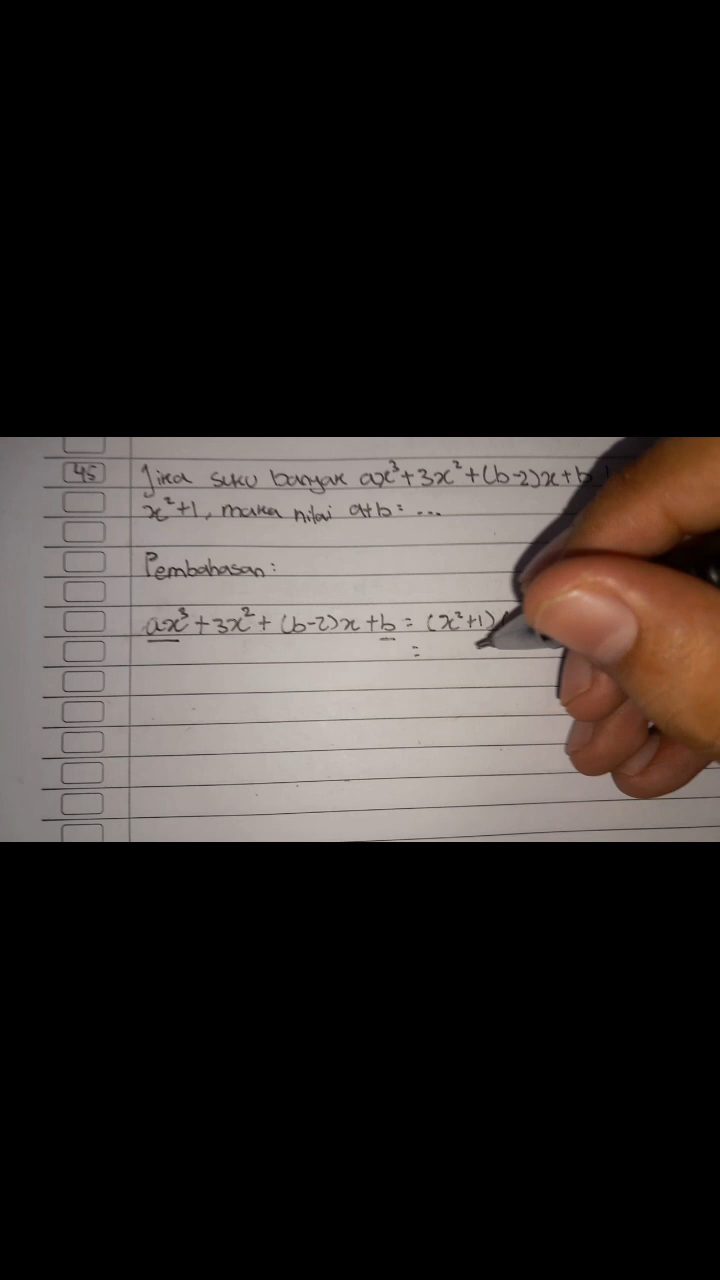 45 Jika suku banyak ax³+3x²+(b-2)x+b
x²+1, maka nilai a+b= ...
Pembahasan:
ax³+3x²+(b-2)x+b = (x²+1)
=